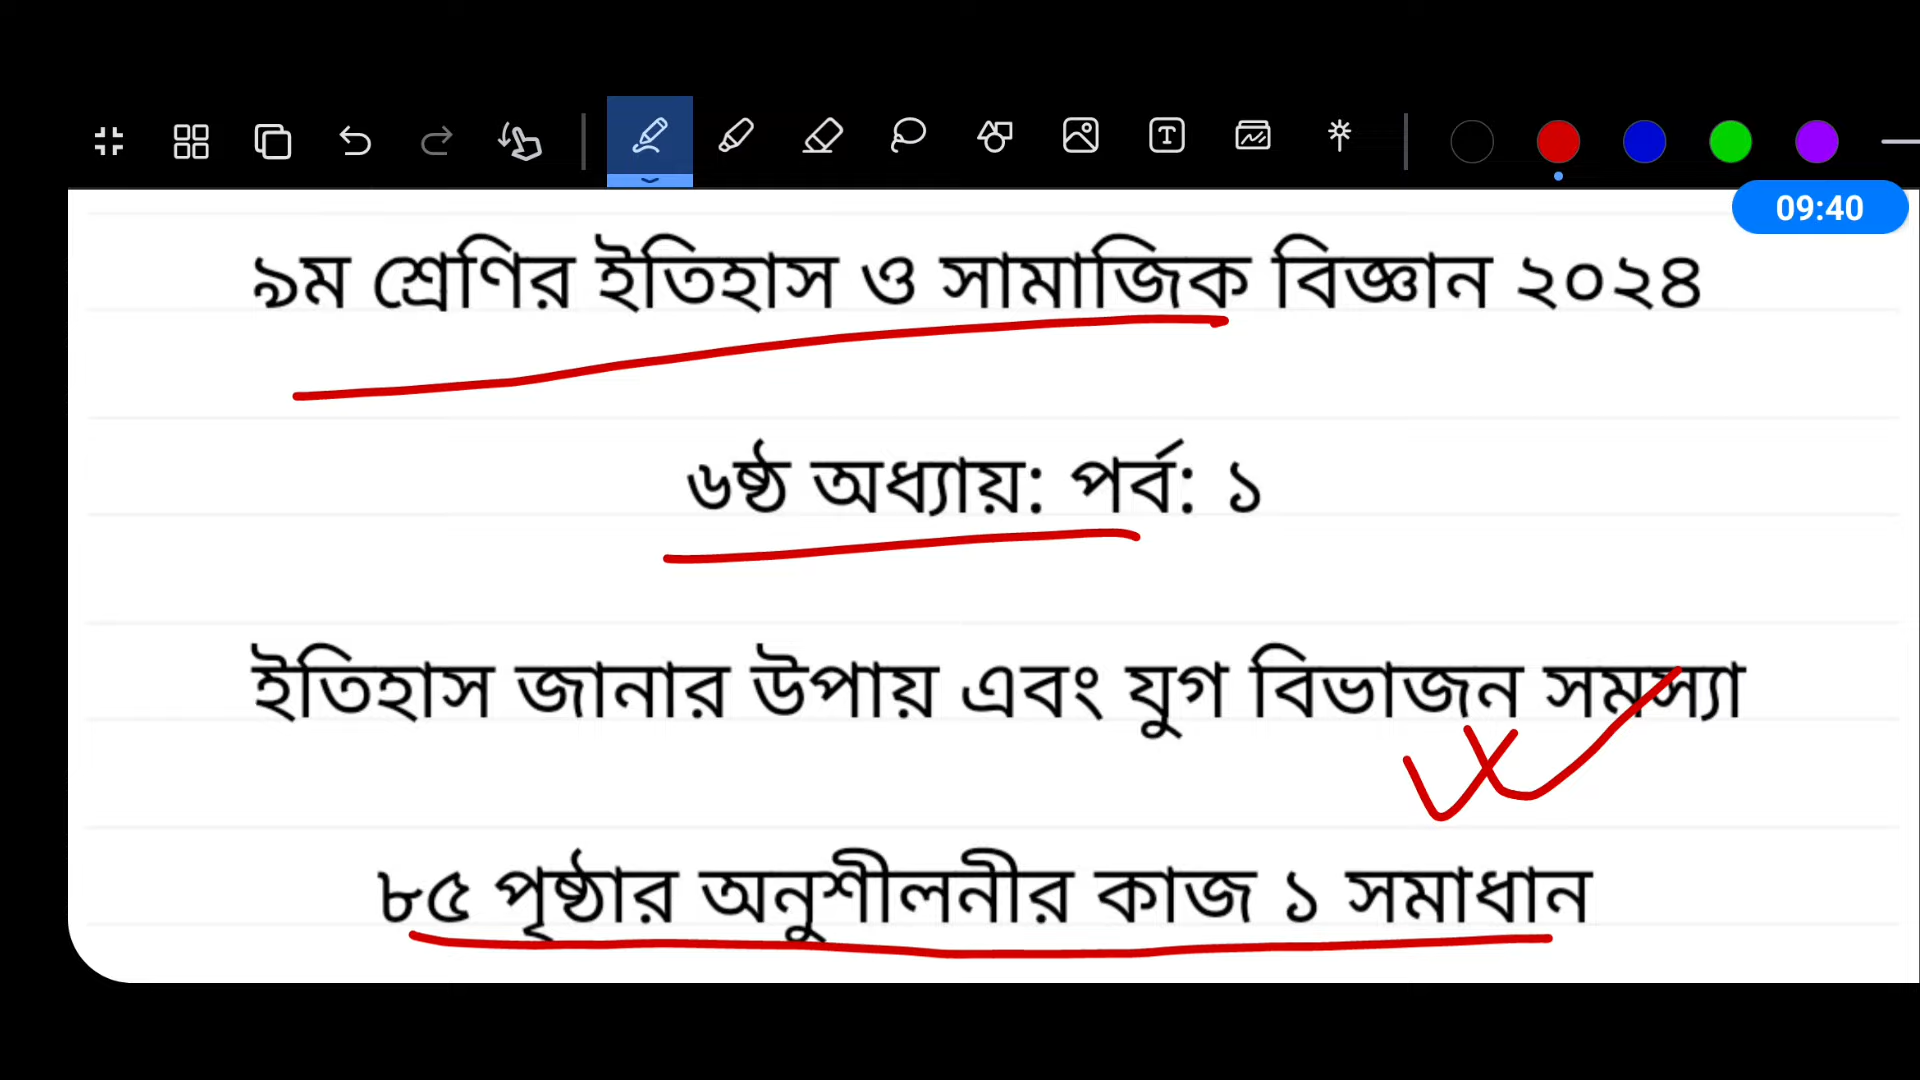 09:40
৯ম শ্রেণির ইতিহাস ও সামাজিক বিজ্ঞান ২০২৪
৬ষ্ঠ অধ্যায়: পর্ব: ১
ইতিহাস জানার উপায় এবং যুগ বিভাজন সমস্যা
৮৫ পৃষ্ঠার অনুশীলনীর কাজ ১ সমাধান